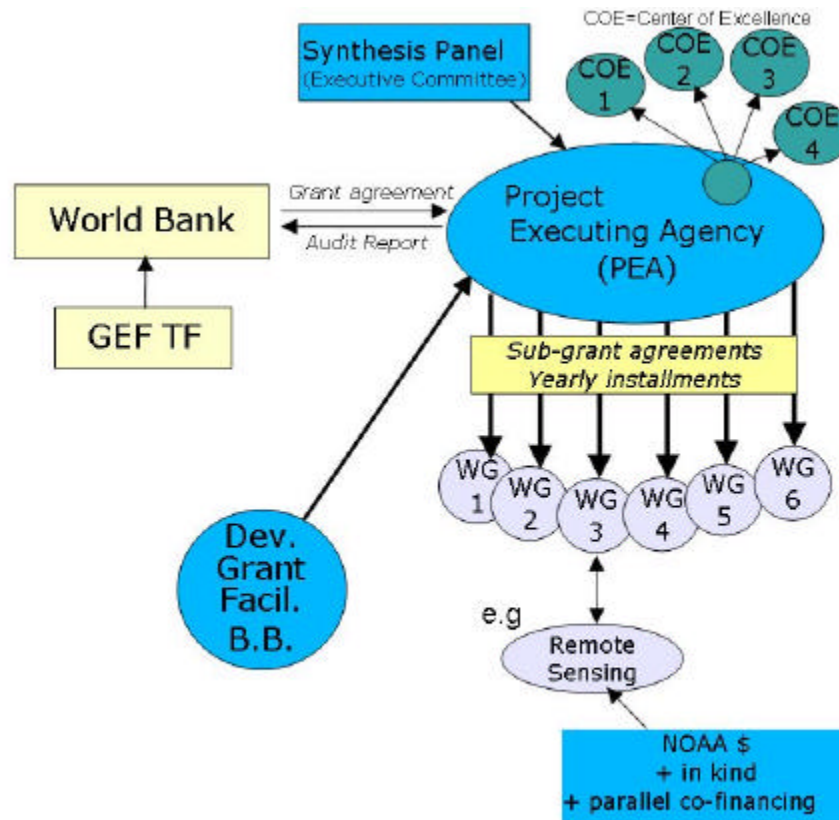 COE=Center of Excellence
Synthesis Panel
(Executive Committee)
COE
1
COE
2
COE
3
COE
4
World Bank
Grant agreement
Audit Report
Project
Executing Agency
(PEA)
GEF TF
Sub-grant agreements
Yearly installments
WG
1
WG
2
WG
3
WG
4
WG
5
WG
6
Dev.
Grant
Facil.
B.B.
e.g
Remote
Sensing
NOAA $
+ in kind
+ parallel co-financing